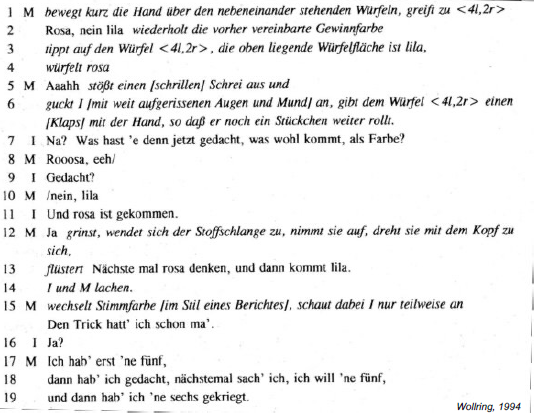 1 M bewegt kurz die Hand über den nebeneinander stehenden Würfeln, greift zu <4l,2r>
2 Rosa, nein lila wiederholt die vorher vereinbarte Gewinnfarbe
3 tippt auf den Würfel <4l,2r>, die oben liegende Würfelfläche ist lila,
4 würfelt rosa
5 M Aaahh stößt einen [schrillen] Schrei aus und
6 guckt I [mit weit aufgerissenen Augen und Mund] an, gibt dem Würfel <4l,2r> einen
[Klaps] mit der Hand, so daß er noch ein Stückchen weiter rollt.
7 I Na? Was hast 'e denn jetzt gedacht, was wohl kommt, als Farbe?
8 M Rooosa, eeh/
9 I Gedacht?
10 M /nein, lila
11 I Und rosa ist gekommen.
12 M Ja grinst, wendet sich der Stoffschlange zu, nimmt sie auf, dreht sie mit dem Kopf zu
sich,
13 flüstert Nächste mal rosa denken, und dann kommt lila.
14 I und M lachen.
15 M wechselt Stimmfarbe [im Stil eines Berichtes], schaut dabei I nur teilweise an
Den Trick hatt' ich schon ma'.
16 I Ja?
17 M Ich hab' erst 'ne fünf,
18 dann hab' ich gedacht, nächstemal sach' ich, ich will 'ne fünf,
19 und dann hab' ich 'ne sechs gekriegt.
Wollring, 1994